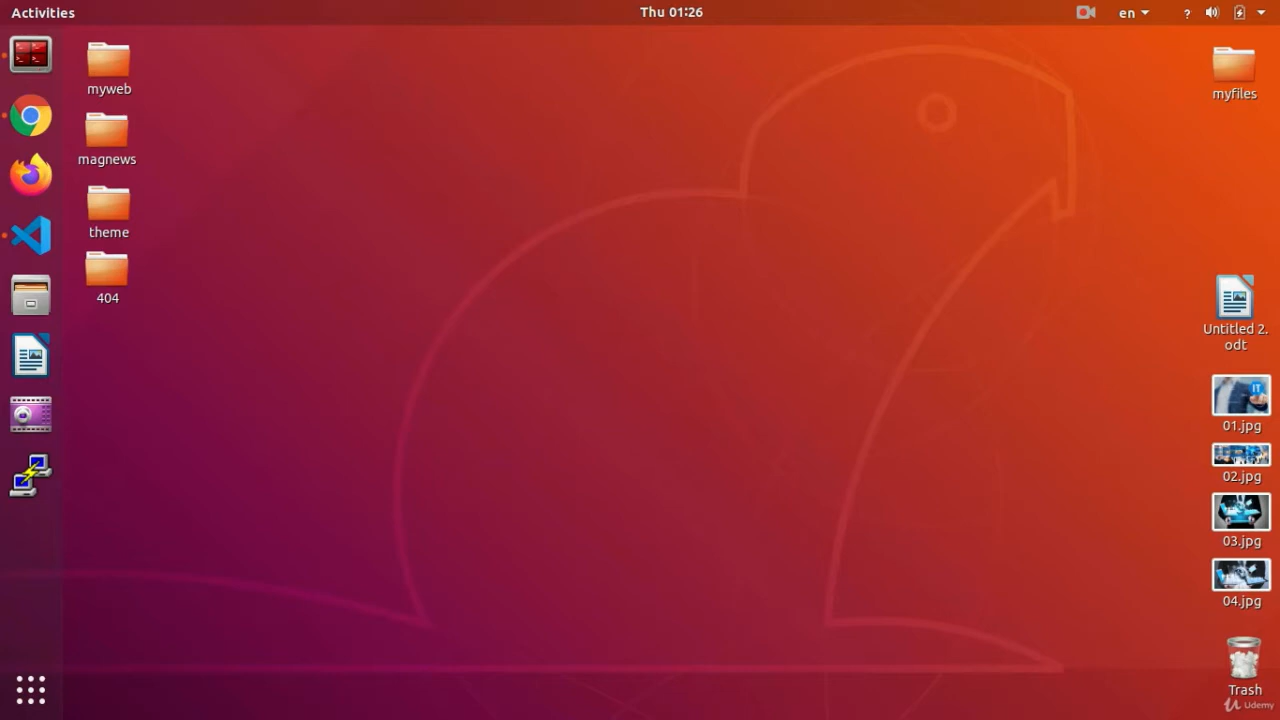 Activities
Thu 01:26
en
?
myweb
magnews
theme
404
myfiles
Untitled 2.
odt
IT
01.jpg
02.jpg
03.jpg
04.jpg
Trash
Udemy